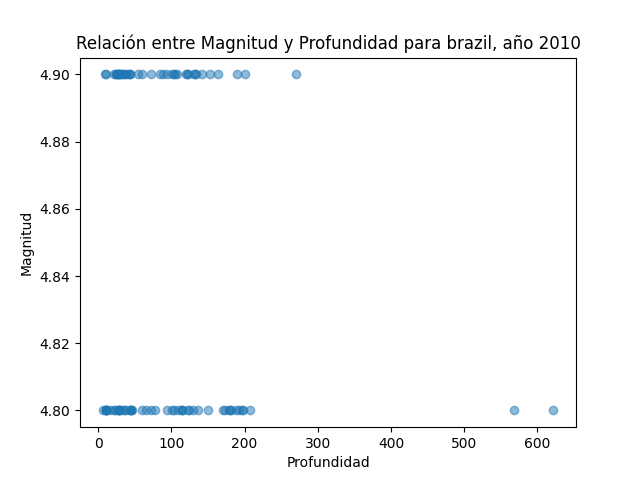 Relación entre Magnitud y Profundidad para brazil, año 2010
4.90
4.88
4.86
4.84
4.82
4.80
Magnitud
0 100 200 300 400 500 600
Profundidad